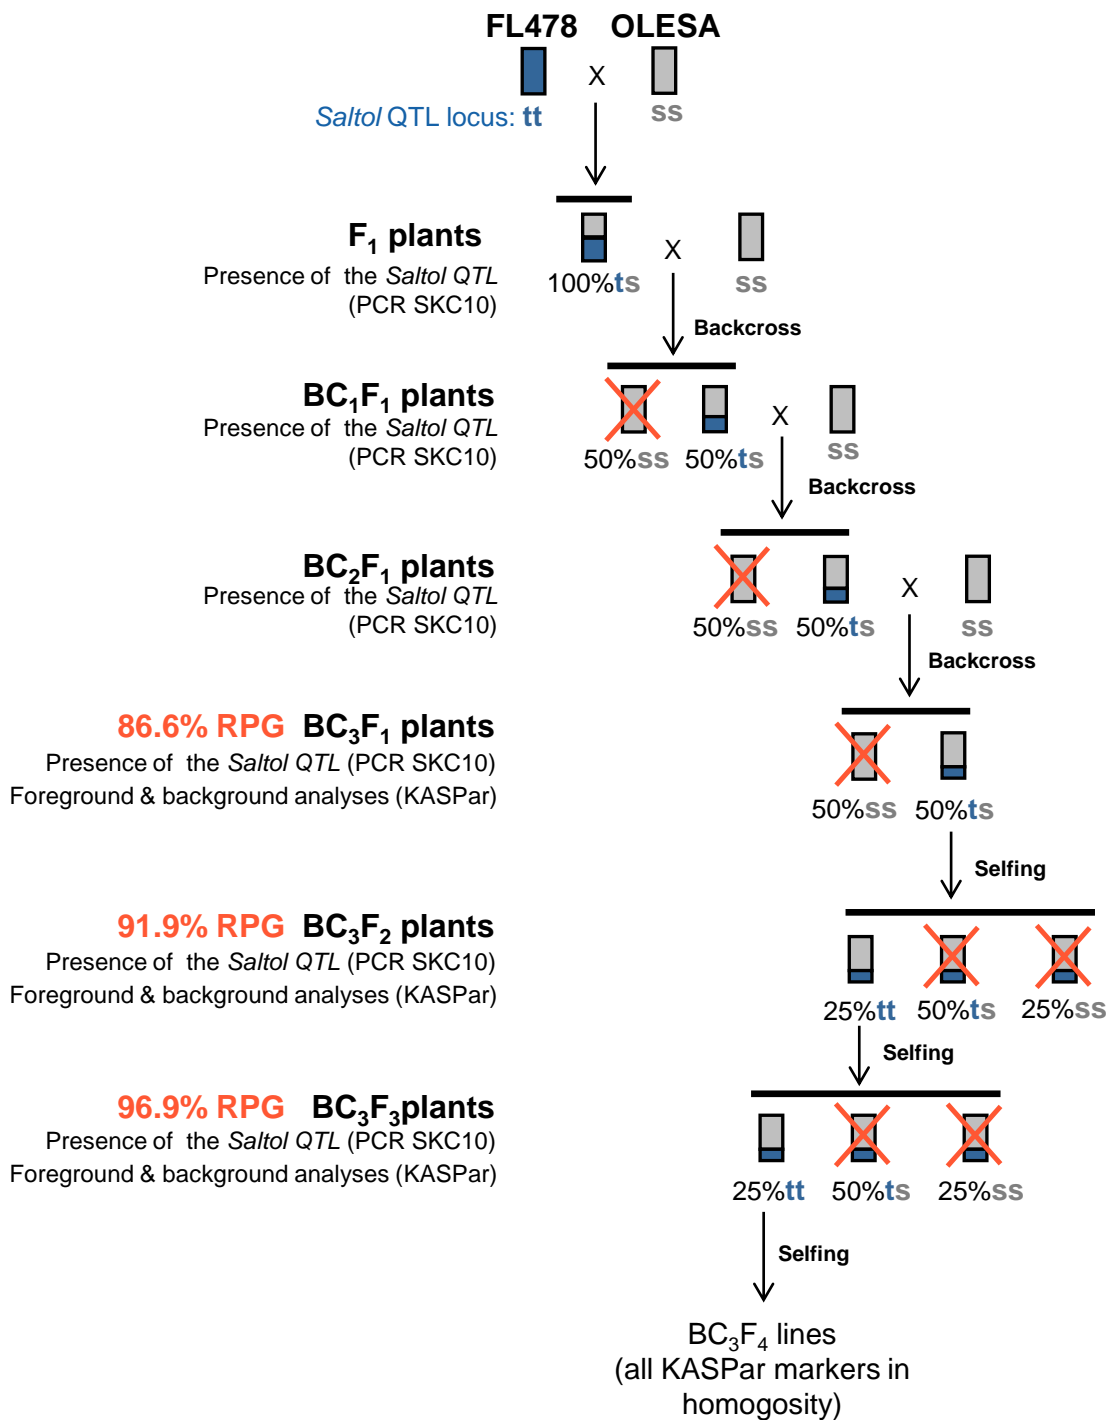 FL478 OLESA
X
Saltol QTL locus: tt ss
F1 plants
Presence of the Saltol QTL
(PCR SKC10)
X
100%ts ss
Backcross
BC1F1 plants
Presence of the Saltol QTL
(PCR SKC10)
X
50%ss 50%ts ss
Backcross
BC2F1 plants
Presence of the Saltol QTL
(PCR SKC10)
X
50%ss 50%ts ss
Backcross
86.6% RPG BC3F1 plants
Presence of the Saltol QTL (PCR SKC10)
Foreground & background analyses (KASPar)
50%ss 50%ts
Selfing
91.9% RPG BC3F2 plants
Presence of the Saltol QTL (PCR SKC10)
Foreground & background analyses (KASPar)
25%tt 50%ts 25%ss
Selfing
96.9% RPG BC3F3plants
Presence of the Saltol QTL (PCR SKC10)
Foreground & background analyses (KASPar)
25%tt 50%ts 25%ss
Selfing
BC3F4 lines
(all KASPar markers in
homogosity)